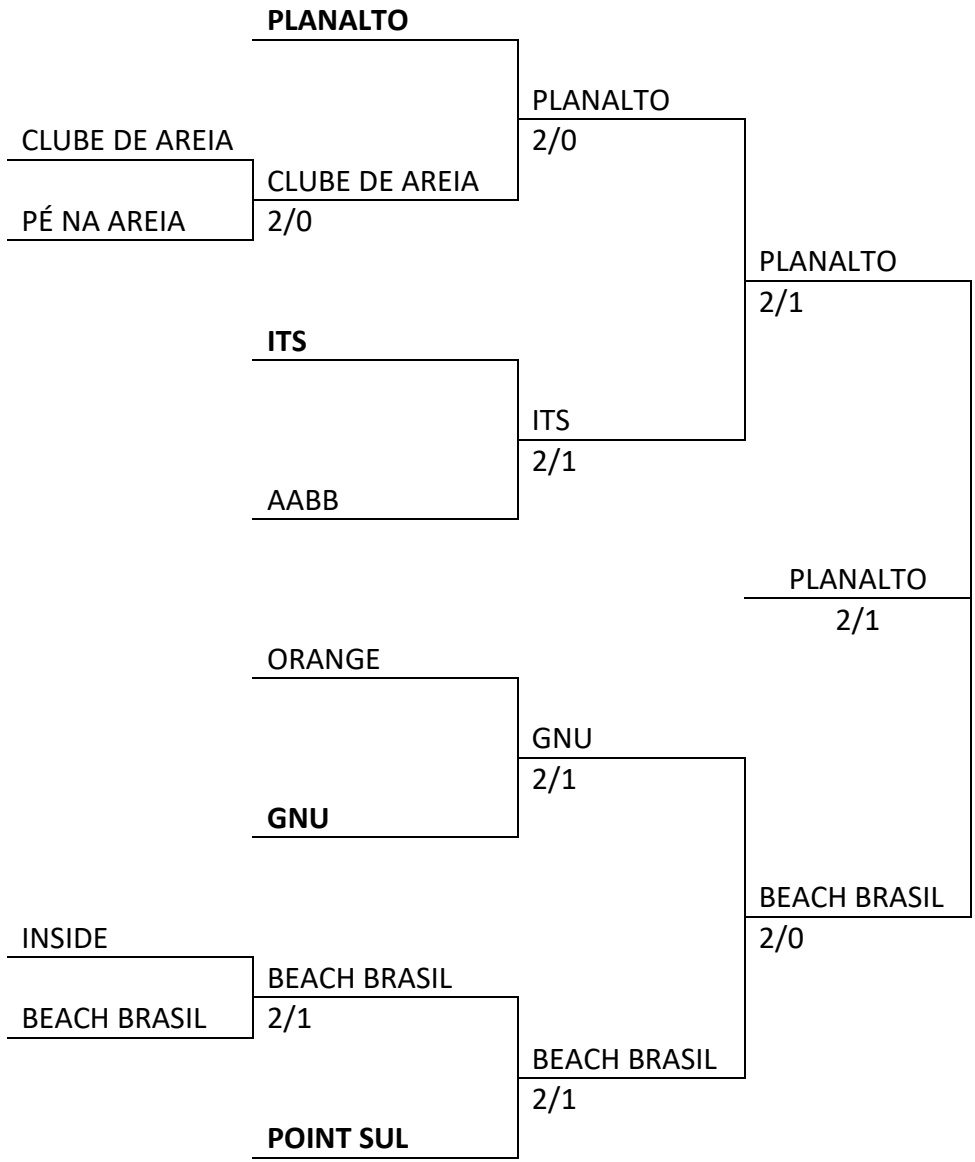 PLANALTO
PLANALTO
CLUBE DE AREIA
2/0
CLUBE DE AREIA
PÉ NA AREIA
2/0
PLANALTO
2/1
ITS
ITS
2/1
AABB
PLANALTO
2/1
ORANGE
GNU
2/1
GNU
BEACH BRASIL
INSIDE
2/0
BEACH BRASIL
BEACH BRASIL
2/1
BEACH BRASIL
2/1
POINT SUL